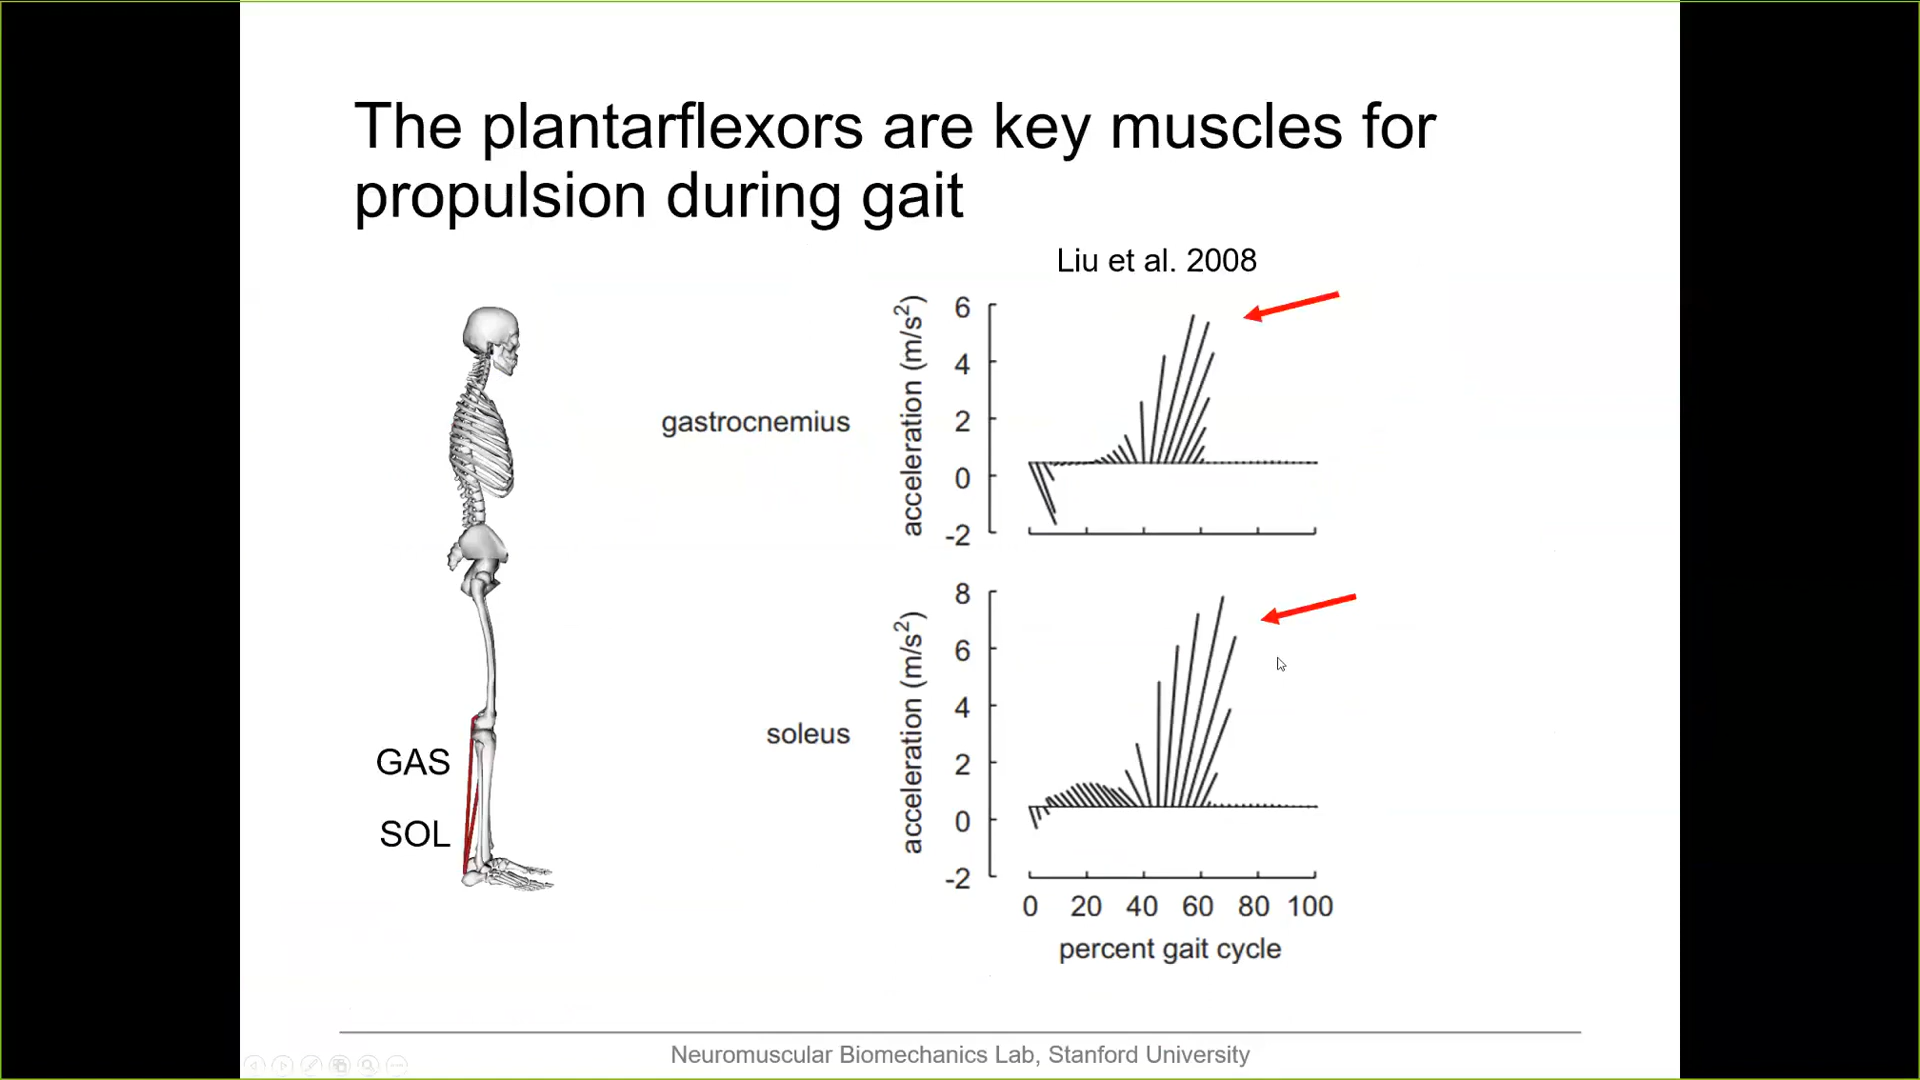 The plantarflexors are key muscles for
propulsion during gait
Liu et al. 2008
gastrocnemius
acceleration (m/s²)
6
4
2
0
-2
soleus
acceleration (m/s²)
8
6
4
2
0
-2
0 20 40 60 80 100
percent gait cycle
GAS
SOL
Neuromuscular Biomechanics Lab, Stanford University